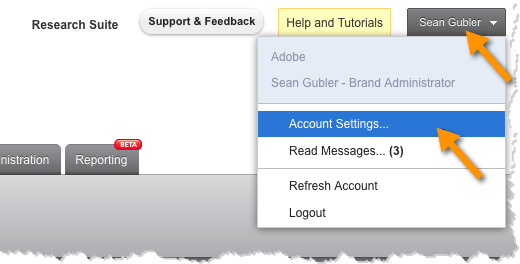 Research Suite
Support & Feedback
Help and Tutorials
Sean Gubler
Adobe
Sean Gubler - Brand Administrator
Account Settings...
Read Messages... (3)
Refresh Account
Logout
nistration
Reporting
BETA